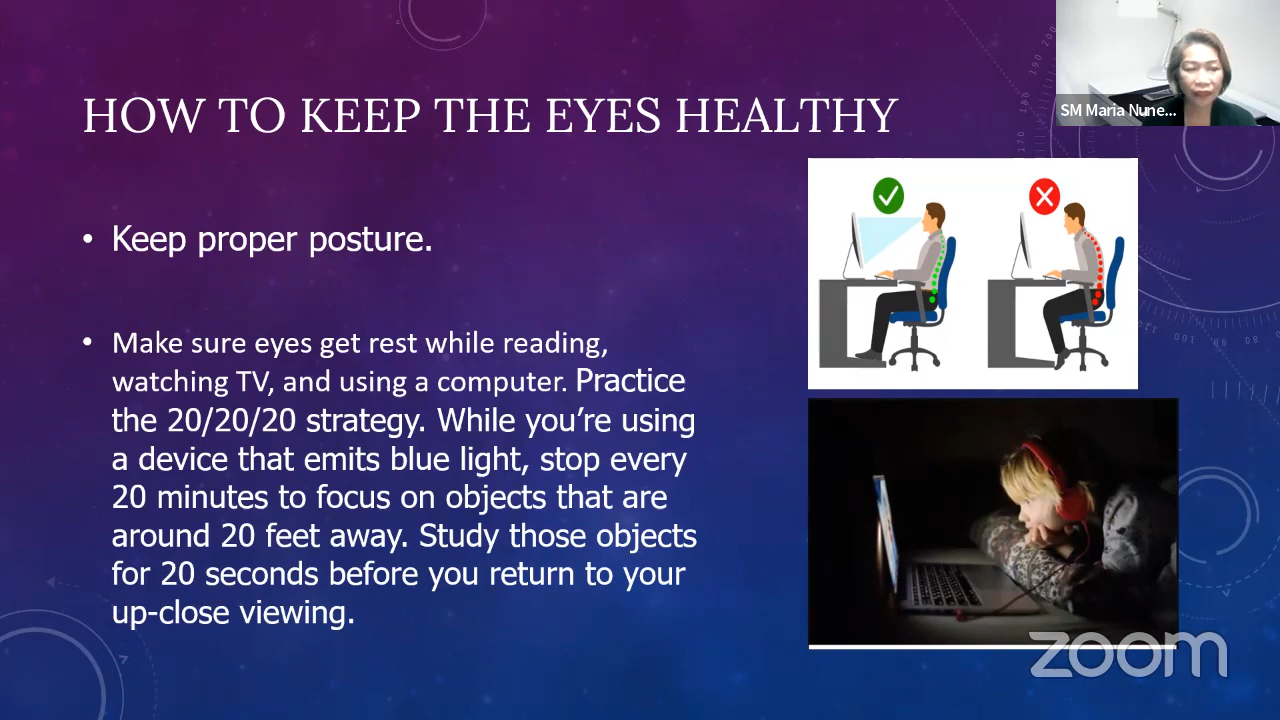 HOW TO KEEP THE EYES HEALTHY
SM Maria Nune...
• Keep proper posture.
• Make sure eyes get rest while reading,
watching TV, and using a computer. Practice
the 20/20/20 strategy. While you’re using
a device that emits blue light, stop every
20 minutes to focus on objects that are
around 20 feet away. Study those objects
for 20 seconds before you return to your
up-close viewing.
zoom